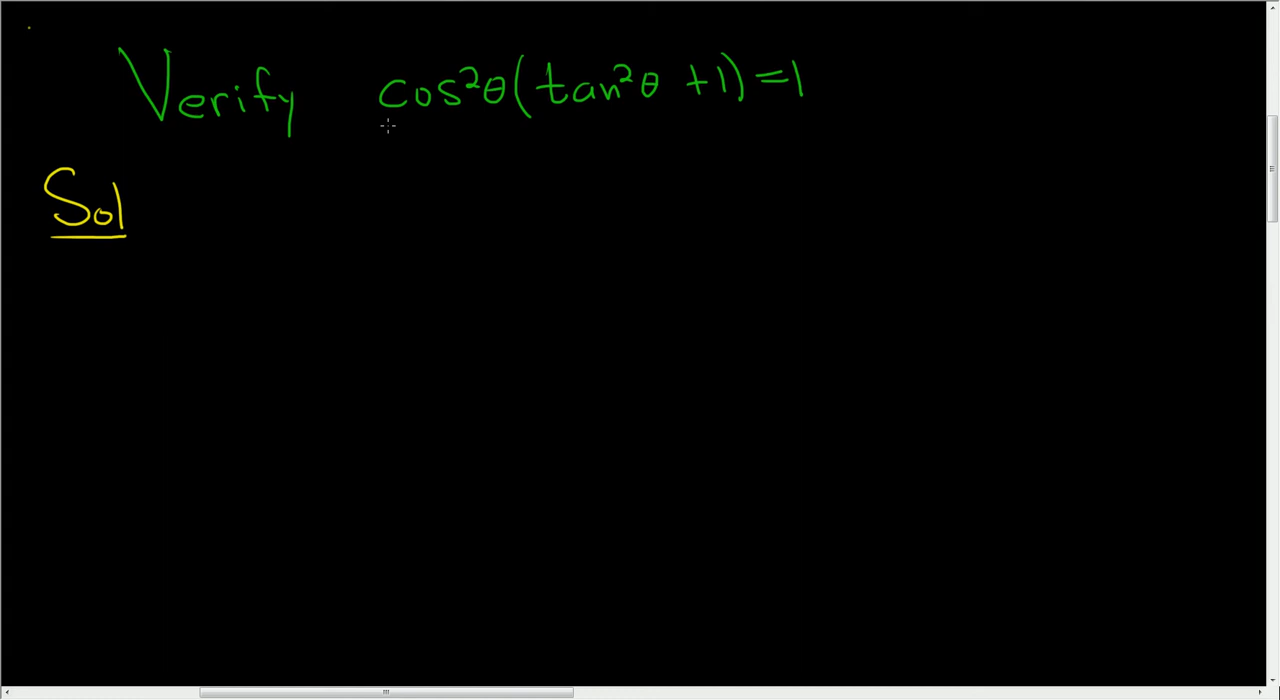 Verify cos²θ(tan²θ +1)=1
Sol